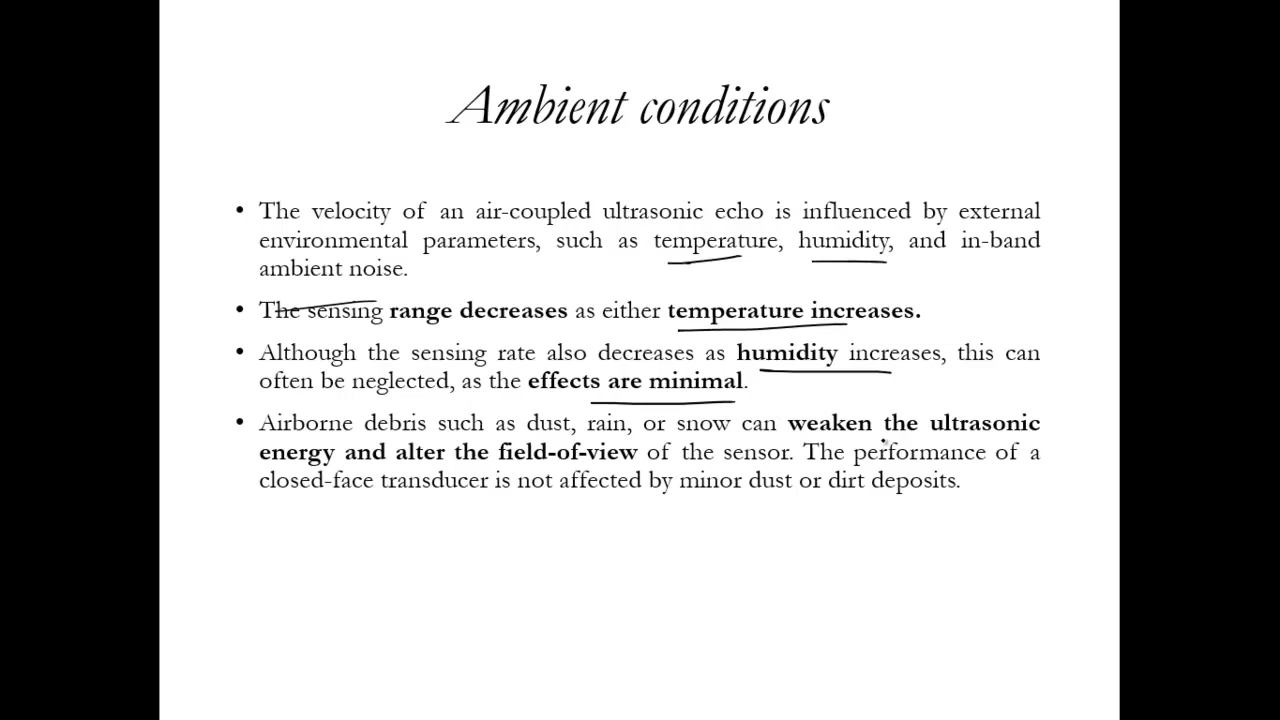 Ambient conditions
• The velocity of an air-coupled ultrasonic echo is influenced by external
environmental parameters, such as temperature, humidity, and in-band
ambient noise.
• The sensing range decreases as either temperature increases.
• Although the sensing rate also decreases as humidity increases, this can
often be neglected, as the effects are minimal.
• Airborne debris such as dust, rain, or snow can weaken the ultrasonic
energy and alter the field-of-view of the sensor. The performance of a
closed-face transducer is not affected by minor dust or dirt deposits.